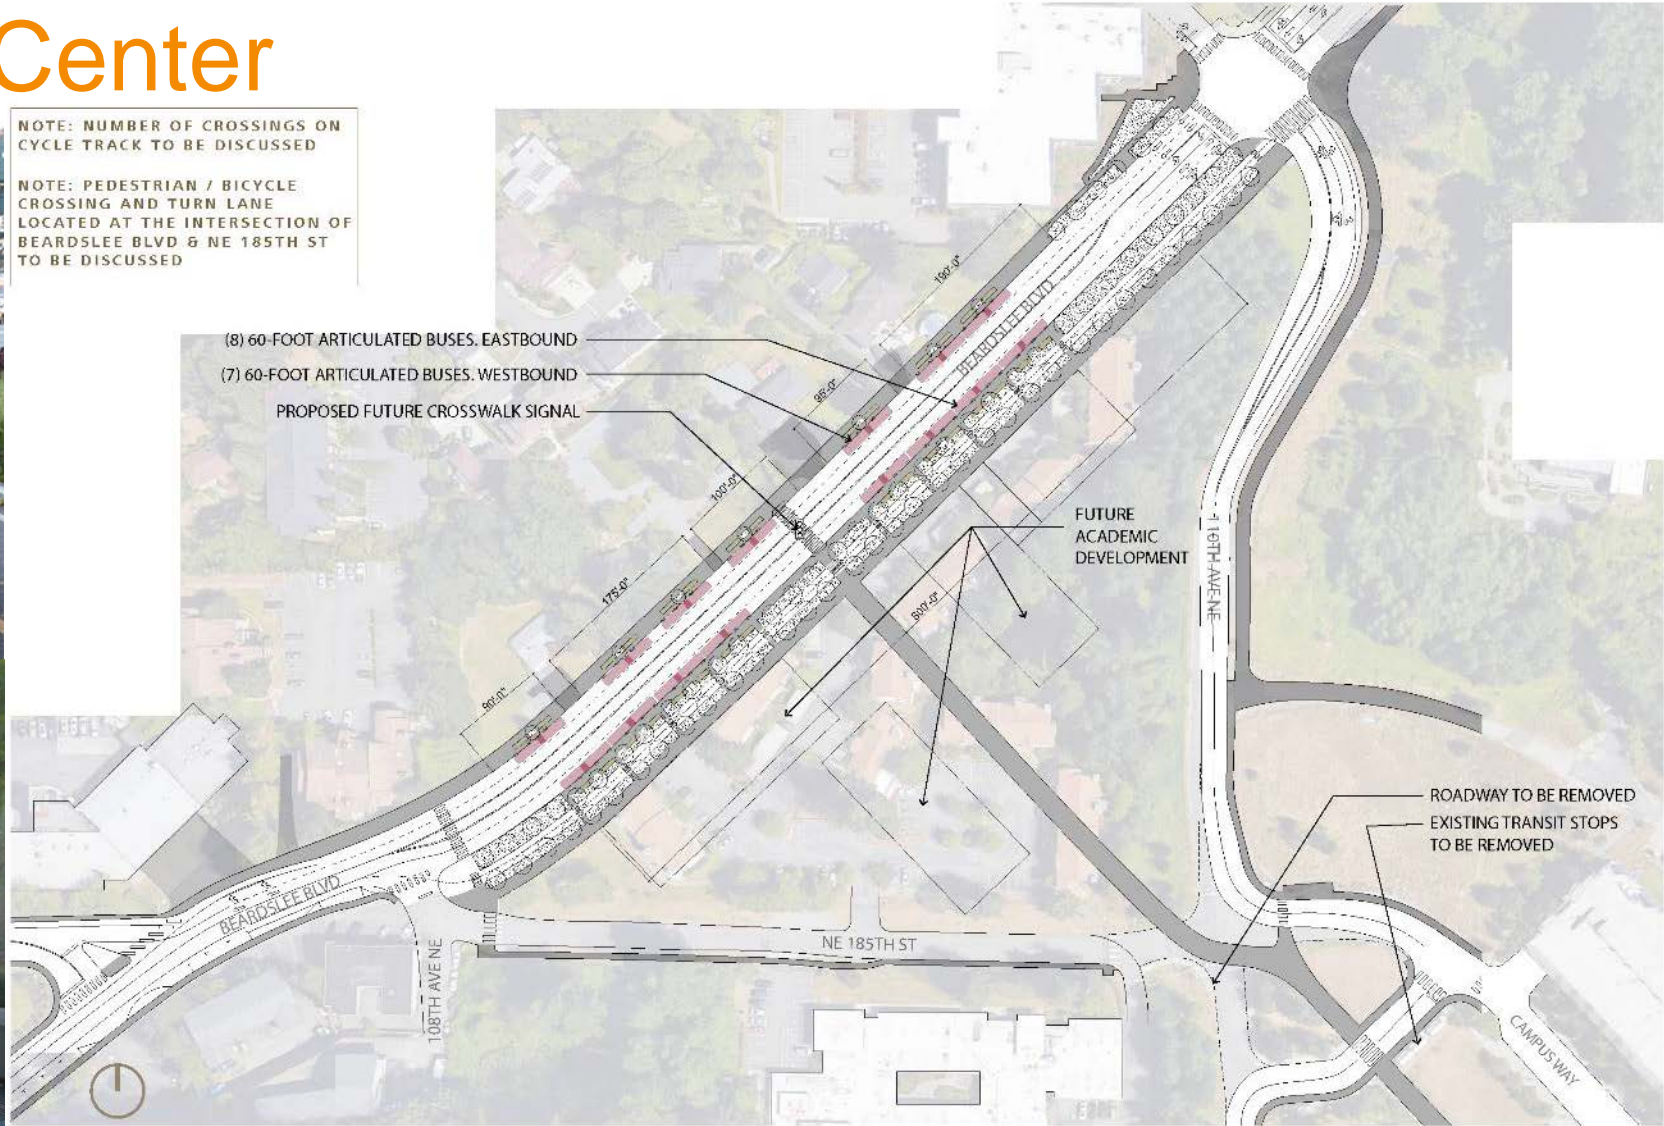 Center
NOTE: NUMBER OF CROSSINGS ON
CYCLE TRACK TO BE DISCUSSED
NOTE: PEDESTRIAN / BICYCLE
CROSSING AND TURN LANE
LOCATED AT THE INTERSECTION OF
BEARDSLEE BLVD & NE 185TH ST
TO BE DISCUSSED
(8) 60-FOOT ARTICULATED BUSES. EASTBOUND
(7) 60-FOOT ARTICULATED BUSES. WESTBOUND
PROPOSED FUTURE CROSSWALK SIGNAL
190'-0"
BEARDSLEE BLVD
95'-0"
100'-0"
175'-0"
90'-0"
600'-0"
FUTURE
ACADEMIC
DEVELOPMENT
110TH AVE NE
ROADWAY TO BE REMOVED
EXISTING TRANSIT STOPS
TO BE REMOVED
BEARDSLEE BLVD
NE 185TH ST
108TH AVE NE
CAMPUS WAY